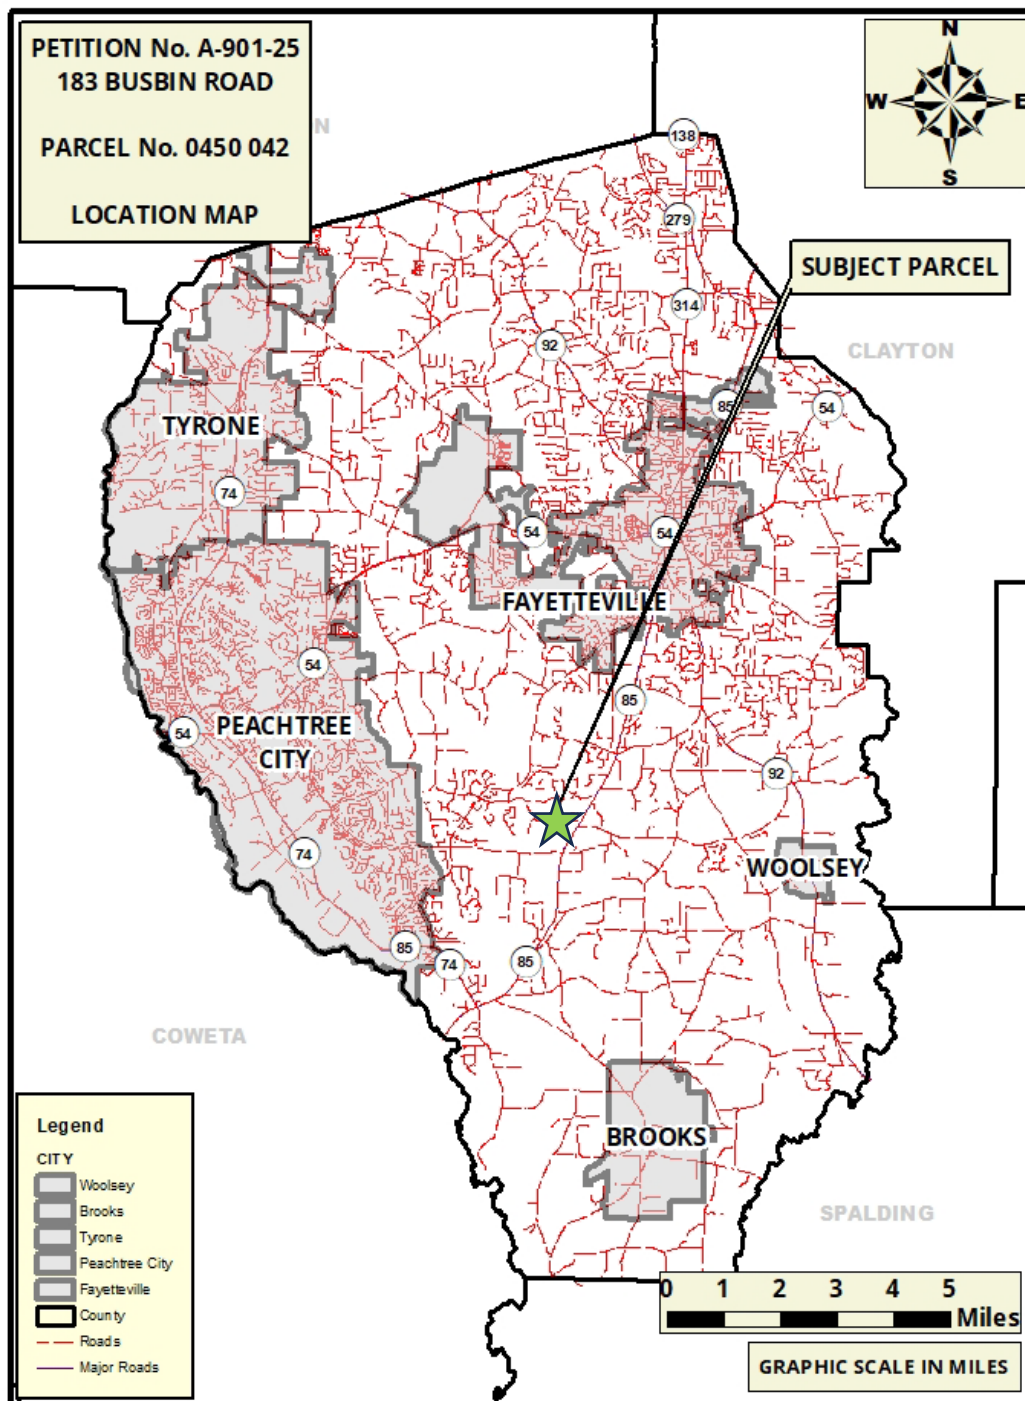 PETITION No. A-901-25
183 BUSBIN ROAD
PARCEL No. 0450 042
LOCATION MAP
N
W
E
S
N
138
279
SUBJECT PARCEL
314
92
CLAYTON
85
54
TYRONE
74
54
54
FAYETTEVILLE
54
85
54
PEACHTREE
CITY
92
74
WOOLSEY
85
74
85
COWETA
BROOKS
SPALDING
Legend
CITY
Woolsey
Brooks
Tyrone
Peachtree City
Fayetteville
County
Roads
Major Roads
0 1 2 3 4 5
Miles
GRAPHIC SCALE IN MILES